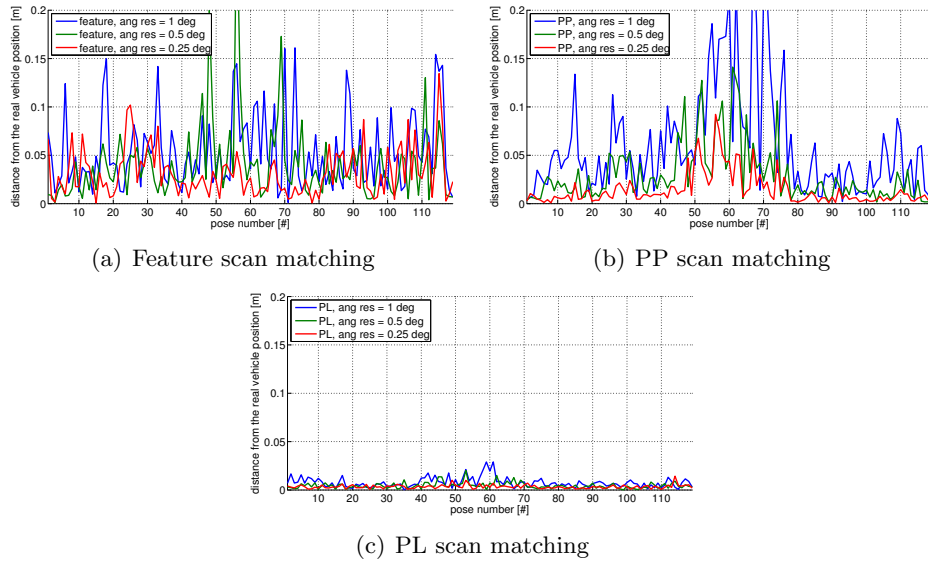 distance from the real vehicle position [m]
0.2
0.15
0.1
0.05
0
feature, ang res = 1 deg
feature, ang res = 0.5 deg
feature, ang res = 0.25 deg
10 20 30 40 50 60 70 80 90 100 110
pose number [#]
(a) Feature scan matching
distance from the real vehicle position [m]
0.2
0.15
0.1
0.05
0
PP, ang res = 1 deg
PP, ang res = 0.5 deg
PP, ang res = 0.25 deg
10 20 30 40 50 60 70 80 90 100 110
pose number [#]
(b) PP scan matching
distance from the real vehicle position [m]
0.2
0.15
0.1
0.05
0
PL, ang res = 1 deg
PL, ang res = 0.5 deg
PL, ang res = 0.25 deg
10 20 30 40 50 60 70 80 90 100 110
pose number [#]
(c) PL scan matching